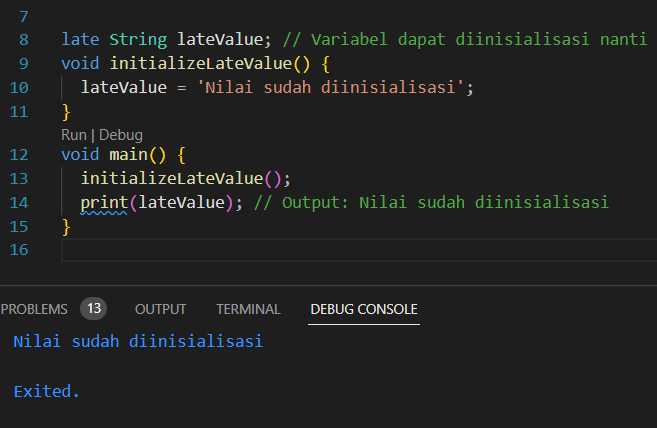 7
8 late String lateValue; // Variabel dapat diinisialisasi nanti
9 void initializeLateValue() {
10 lateValue = 'Nilai sudah diinisialisasi';
11 }
Run | Debug
12 void main() {
13 initializeLateValue();
14 print(lateValue); // Output: Nilai sudah diinisialisasi
15 }
16
PROBLEMS 13 OUTPUT TERMINAL DEBUG CONSOLE
Nilai sudah diinisialisasi
Exited.